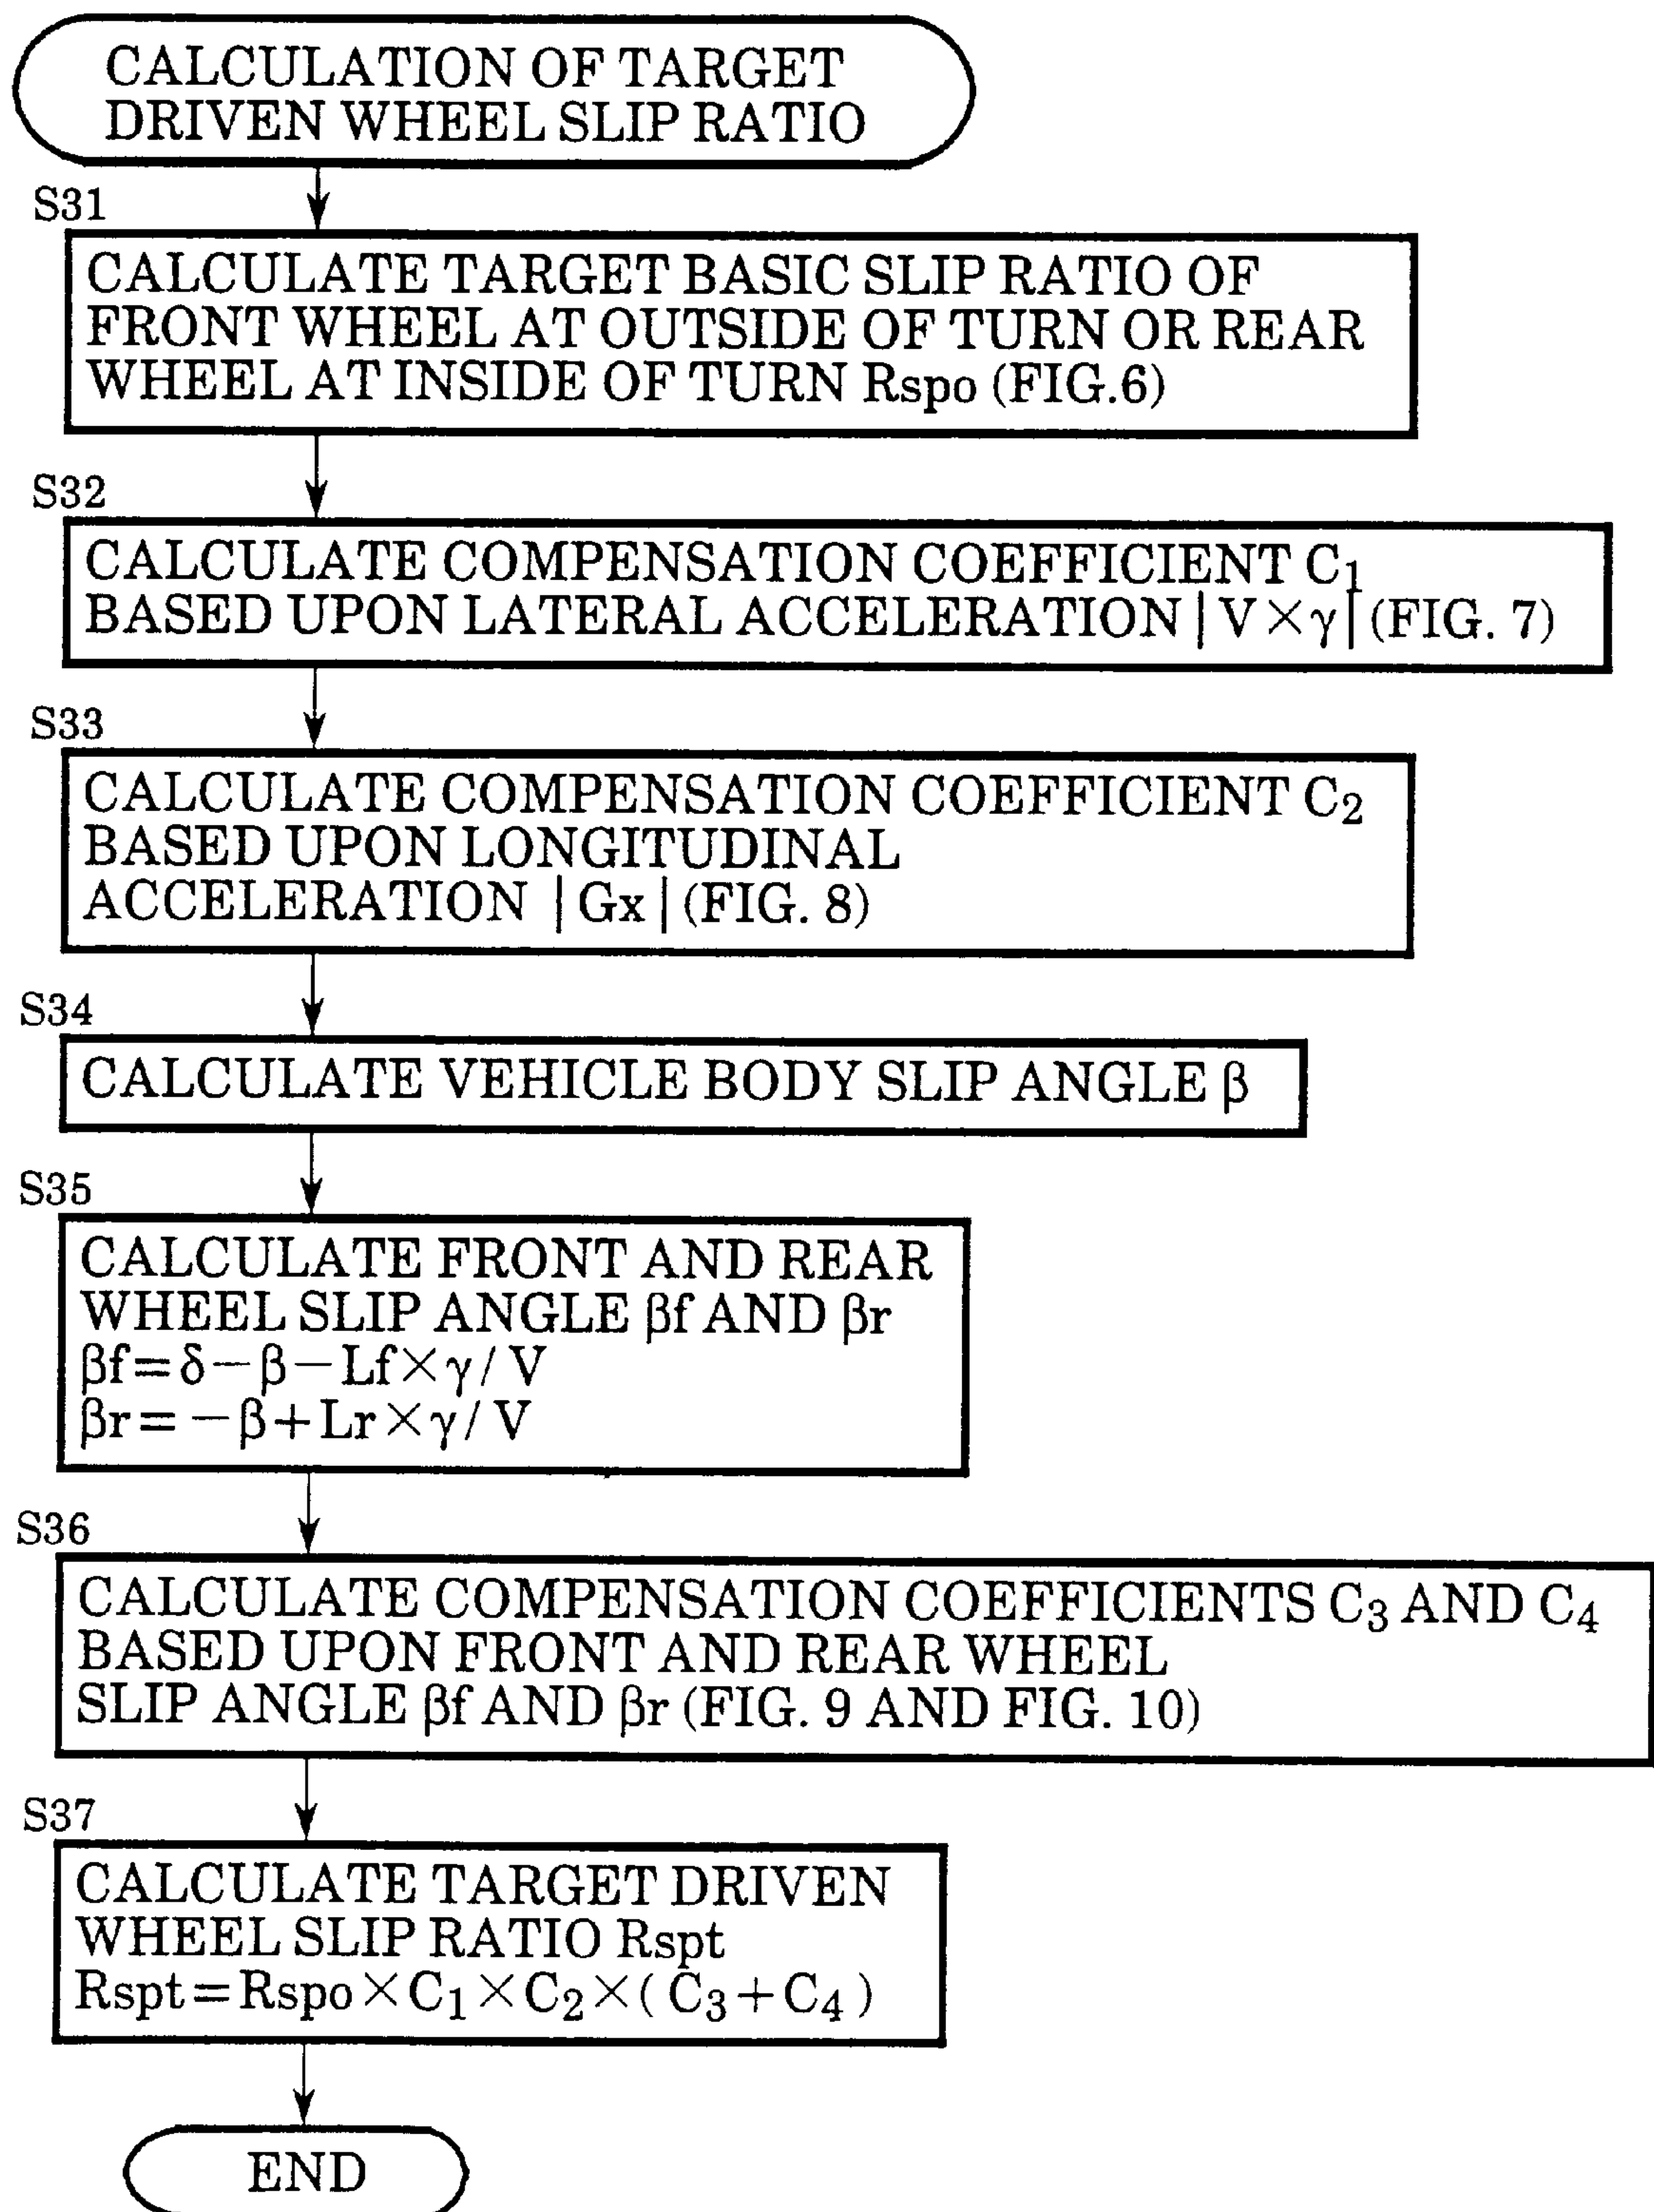 CALCULATION OF TARGET
DRIVEN WHEEL SLIP RATIO
S31
CALCULATE TARGET BASIC SLIP RATIO OF
FRONT WHEEL AT OUTSIDE OF TURN OR REAR
WHEEL AT INSIDE OF TURN Rspo (FIG.6)
S32
CALCULATE COMPENSATION COEFFICIENT C₁
BASED UPON LATERAL ACCELERATION |V×γ| (FIG. 7)
S33
CALCULATE COMPENSATION COEFFICIENT C₂
BASED UPON LONGITUDINAL
ACCELERATION |Gx| (FIG. 8)
S34
CALCULATE VEHICLE BODY SLIP ANGLE β
S35
CALCULATE FRONT AND REAR
WHEEL SLIP ANGLE βf AND βr
βf=δ−β−Lf×γ/V
βr=−β+Lr×γ/V
S36
CALCULATE COMPENSATION COEFFICIENTS C₃ AND C₄
BASED UPON FRONT AND REAR WHEEL
SLIP ANGLE βf AND βr (FIG. 9 AND FIG. 10)
S37
CALCULATE TARGET DRIVEN
WHEEL SLIP RATIO Rspt
Rspt=Rspo×C₁×C₂×(C₃+C₄)
END